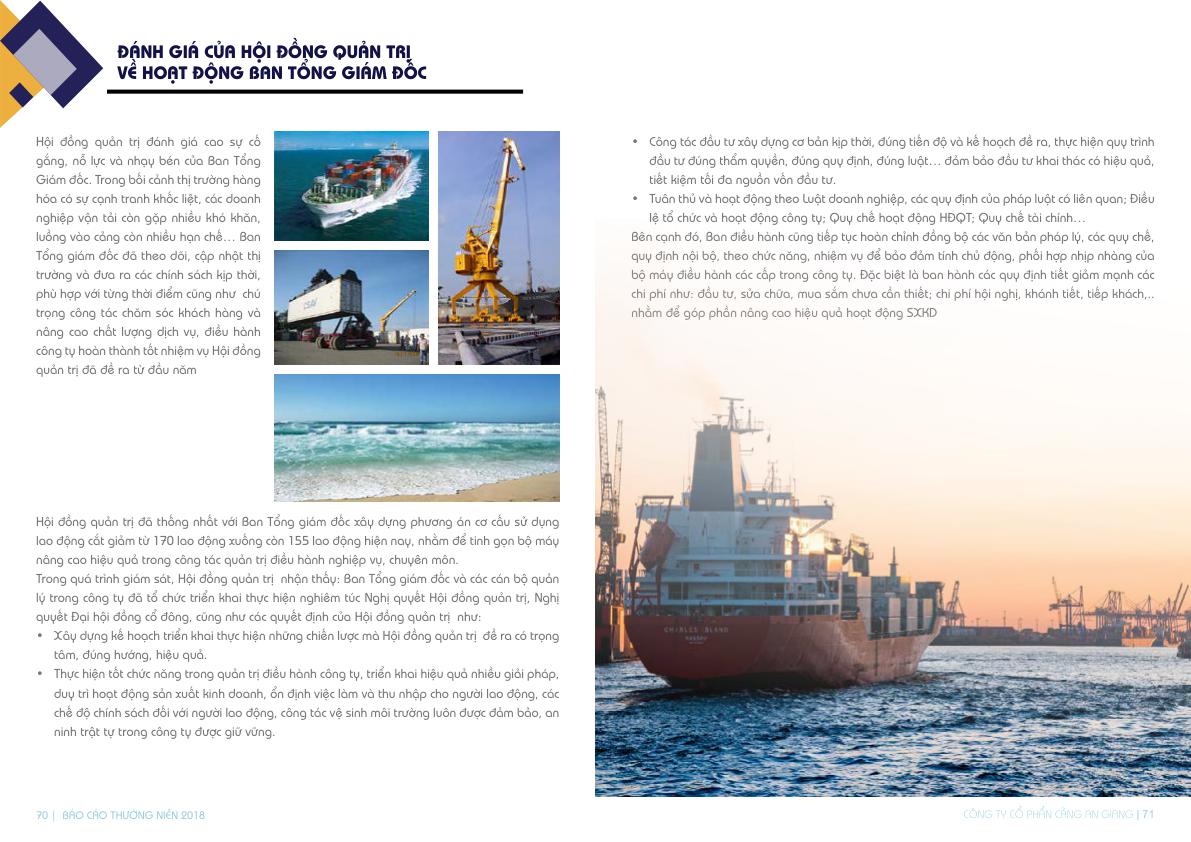 ĐÁNH GIÁ CỦA HỘI ĐỒNG QUẢN TRỊ
VỀ HOẠT ĐỘNG BAN TỔNG GIÁM ĐỐC
Hội đồng quản trị đánh giá cao sự cố
gắng, nỗ lực và nhạy bén của Ban Tổng
Giám đốc. Trong bối cảnh thị trường hàng
hóa có sự cạnh tranh khốc liệt, các doanh
nghiệp vận tải còn gặp nhiều khó khăn,
luồng vào cảng còn nhiều hạn chế… Ban
Tổng giám đốc đã theo dõi, cập nhật thị
trường và đưa ra các chính sách kịp thời,
phù hợp với từng thời điểm cũng như chú
trọng công tác chăm sóc khách hàng và
nâng cao chất lượng dịch vụ, điều hành
công ty hoàn thành tốt nhiệm vụ Hội đồng
quản trị đã đề ra từ đầu năm
Hội đồng quản trị đã thống nhất với Ban Tổng giám đốc xây dựng phương án cơ cấu sử dụng
lao động cắt giảm từ 170 lao động xuống còn 155 lao động hiện nay, nhằm để tinh gọn bộ máy
nâng cao hiệu quả trong công tác quản trị điều hành nghiệp vụ, chuyên môn.
Trong quá trình giám sát, Hội đồng quản trị nhận thấy: Ban Tổng giám đốc và các cán bộ quản
lý trong công ty đã tổ chức triển khai thực hiện nghiêm túc Nghị quyết Hội đồng quản trị, Nghị
quyết Đại hội đồng cổ đông, cũng như các quyết định của Hội đồng quản trị như:
• Xây dựng kế hoạch triển khai thực hiện những chiến lược mà Hội đồng quản trị đề ra có trọng
tâm, đúng hướng, hiệu quả.
• Thực hiện tốt chức năng trong quản trị điều hành công ty, triển khai hiệu quả nhiều giải pháp,
duy trì hoạt động sản xuất kinh doanh, ổn định việc làm và thu nhập cho người lao động, các
chế độ chính sách đối với người lao động, công tác vệ sinh môi trường luôn được đảm bảo, an
ninh trật tự trong công ty được giữ vững.
70 | BÁO CÁO THƯỜNG NIÊN 2018
• Công tác đầu tư xây dựng cơ bản kịp thời, đúng tiến độ và kế hoạch đề ra, thực hiện quy trình
đầu tư đúng thẩm quyền, đúng quy định, đúng luật… đảm bảo đầu tư khai thác có hiệu quả,
tiết kiệm tối đa nguồn vốn đầu tư.
• Tuân thủ và hoạt động theo Luật doanh nghiệp, các quy định của pháp luật có liên quan; Điều
lệ tổ chức và hoạt động công ty; Quy chế hoạt động HĐQT; Quy chế tài chính…
Bên cạnh đó, Ban điều hành cũng tiếp tục hoàn chỉnh đồng bộ các văn bản pháp lý, các quy chế,
quy định nội bộ, theo chức năng, nhiệm vụ để bảo đảm tính chủ động, phối hợp nhịp nhàng của
bộ máy điều hành các cấp trong công ty. Đặc biệt là ban hành các quy định tiết giảm mạnh các
chi phí như: đầu tư, sửa chữa, mua sắm chưa cần thiết; chi phí hội nghị, khánh tiết, tiếp khách,..
nhằm để góp phần nâng cao hiệu quả hoạt động SXKD
CSAV
CHARLES ISLAND
NASSAU
CÔNG TY CỔ PHẦN CẢNG AN GIANG | 71